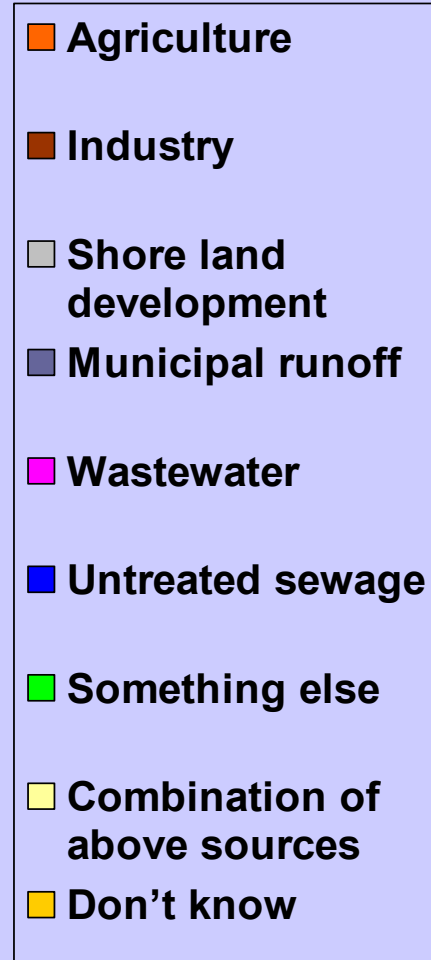 Agriculture
Industry
Shore land
development
Municipal runoff
Wastewater
Untreated sewage
Something else
Combination of
above sources
Don’t know